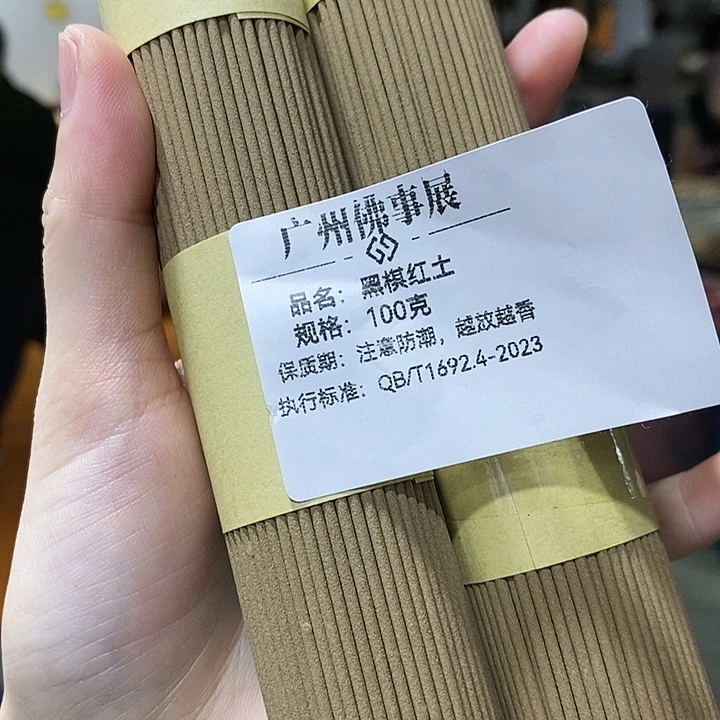 广州佛事展
品名：黑棋红土
规格：100克
保质期：注意防潮，越放越香
执行标准：QB/T1692.4-2023